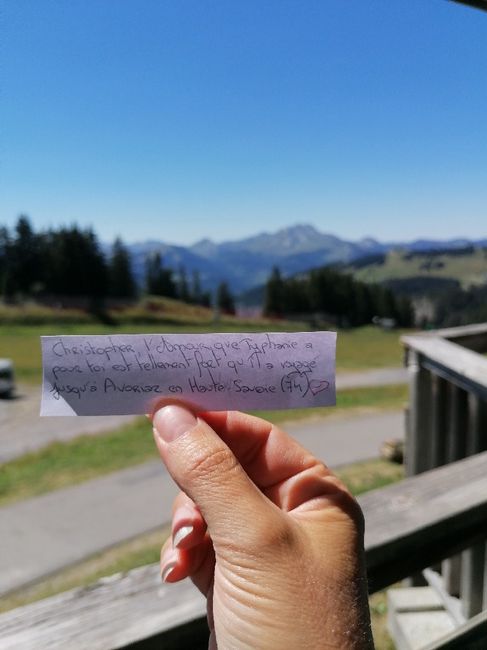 Christopher, l'Amour que Typhanie a
pour toi est tellement fort qu'il a voyagé
jusqu'à Avoriaz en Haute-Savoie (74)